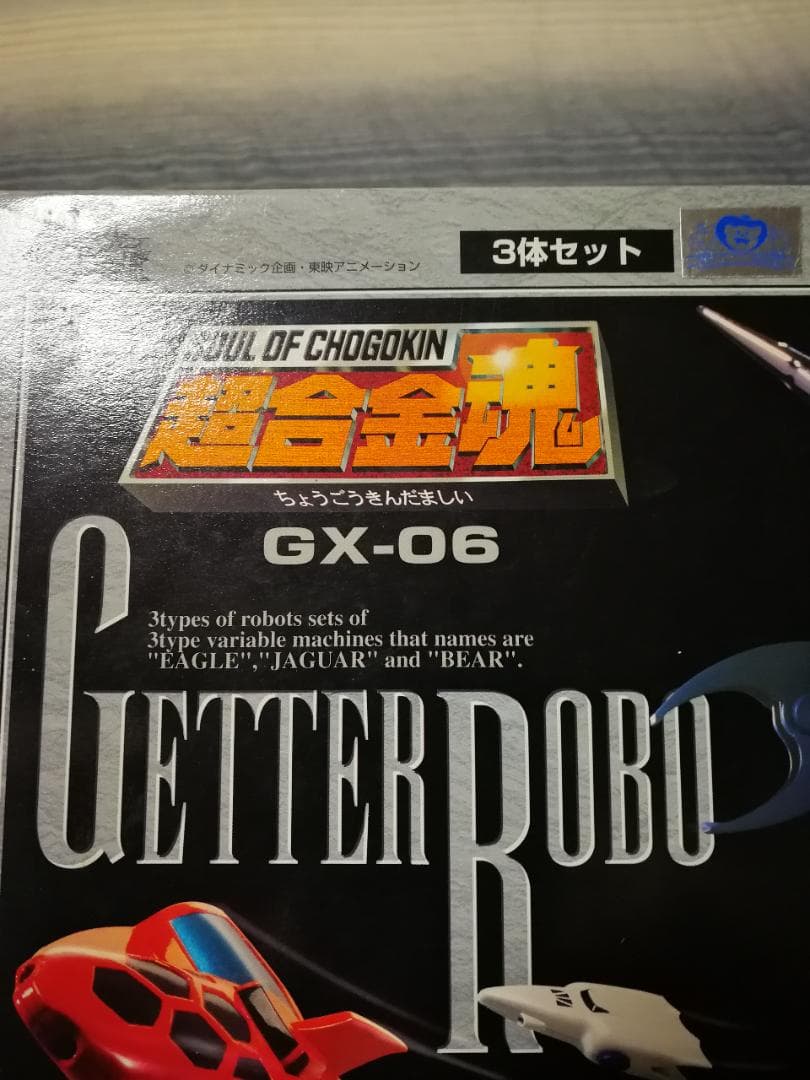 ©ダイナミック企画・東映アニメーション
3体セット
SOUL OF CHOGOKIN
超合金魂
ちょうごうきんだましい
GX-06
3types of robots sets of
3type variable machines that names are
"EAGLE","JAGUAR" and "BEAR".
GETTER ROBO